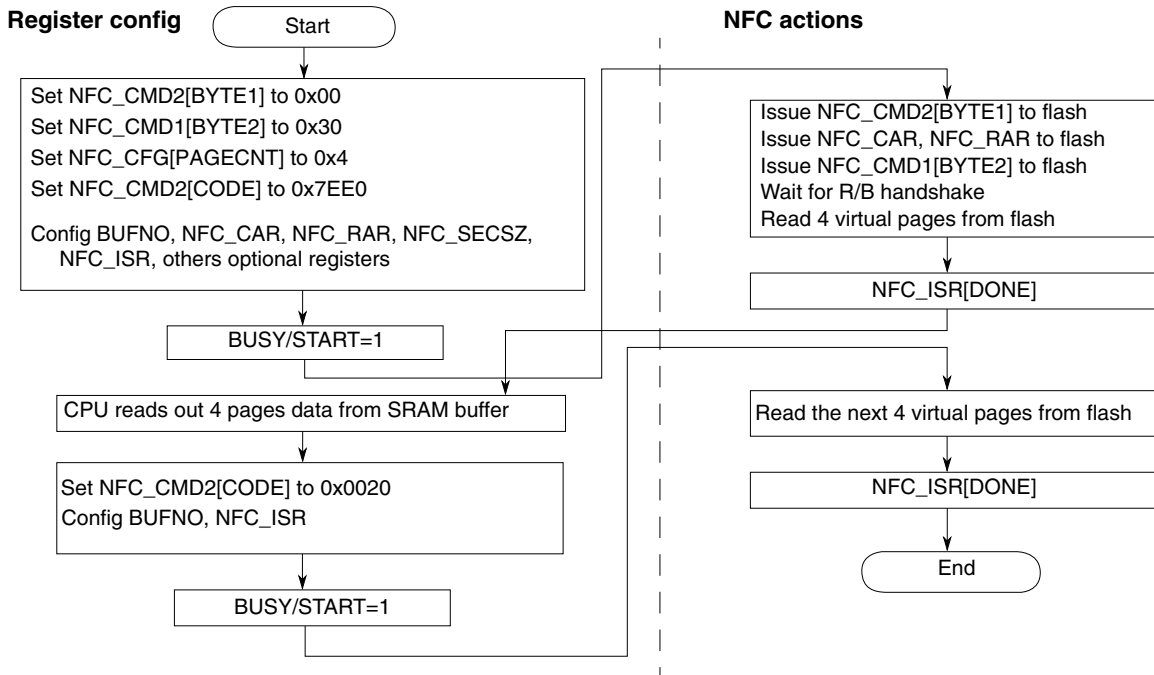 Register config
Start
Set NFC_CMD2[BYTE1] to 0x00
Set NFC_CMD1[BYTE2] to 0x30
Set NFC_CFG[PAGECNT] to 0x4
Set NFC_CMD2[CODE] to 0x7EE0
Config BUFNO, NFC_CAR, NFC_RAR, NFC_SECSZ,
NFC_ISR, others optional registers
BUSY/START=1
CPU reads out 4 pages data from SRAM buffer
Set NFC_CMD2[CODE] to 0x0020
Config BUFNO, NFC_ISR
BUSY/START=1
NFC actions
Issue NFC_CMD2[BYTE1] to flash
Issue NFC_CAR, NFC_RAR to flash
Issue NFC_CMD1[BYTE2] to flash
Wait for R/B handshake
Read 4 virtual pages from flash
NFC_ISR[DONE]
Read the next 4 virtual pages from flash
NFC_ISR[DONE]
End